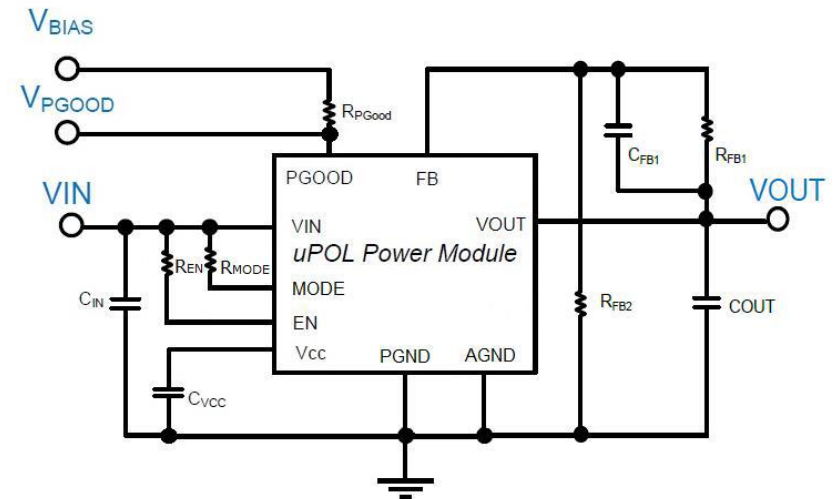 VBIAS
VPGOOD
RPGood
PGOOD FB
CFB1 RFB1
VIN
VOUT
VIN VOUT
uPOL Power Module
REN RMODE
MODE
CIN
RFB2 COUT
EN
Vcc PGND AGND
CVCC